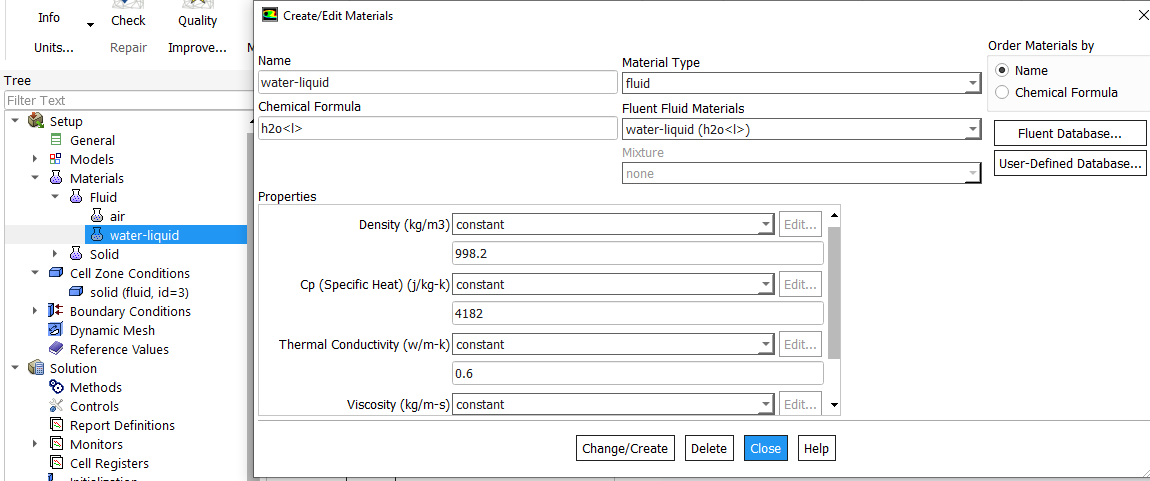 Info
Check
Quality
Units...
Repair
Improve...
Tree
Filter Text
Setup
General
Models
Materials
Fluid
air
water-liquid
Solid
Cell Zone Conditions
solid (fluid, id=3)
Boundary Conditions
Dynamic Mesh
Reference Values
Solution
Methods
Controls
Report Definitions
Monitors
Cell Registers
Create/Edit Materials
Name
water-liquid
Chemical Formula
h2o<l>
Material Type
fluid
Fluent Fluid Materials
water-liquid (h2o<l>)
Mixture
none
Order Materials by
Name
Chemical Formula
Fluent Database...
User-Defined Database...
Properties
Density (kg/m3) constant Edit...
998.2
Cp (Specific Heat) (j/kg-k) constant Edit...
4182
Thermal Conductivity (w/m-k) constant Edit...
0.6
Viscosity (kg/m-s) constant Edit...
Change/Create Delete Close Help